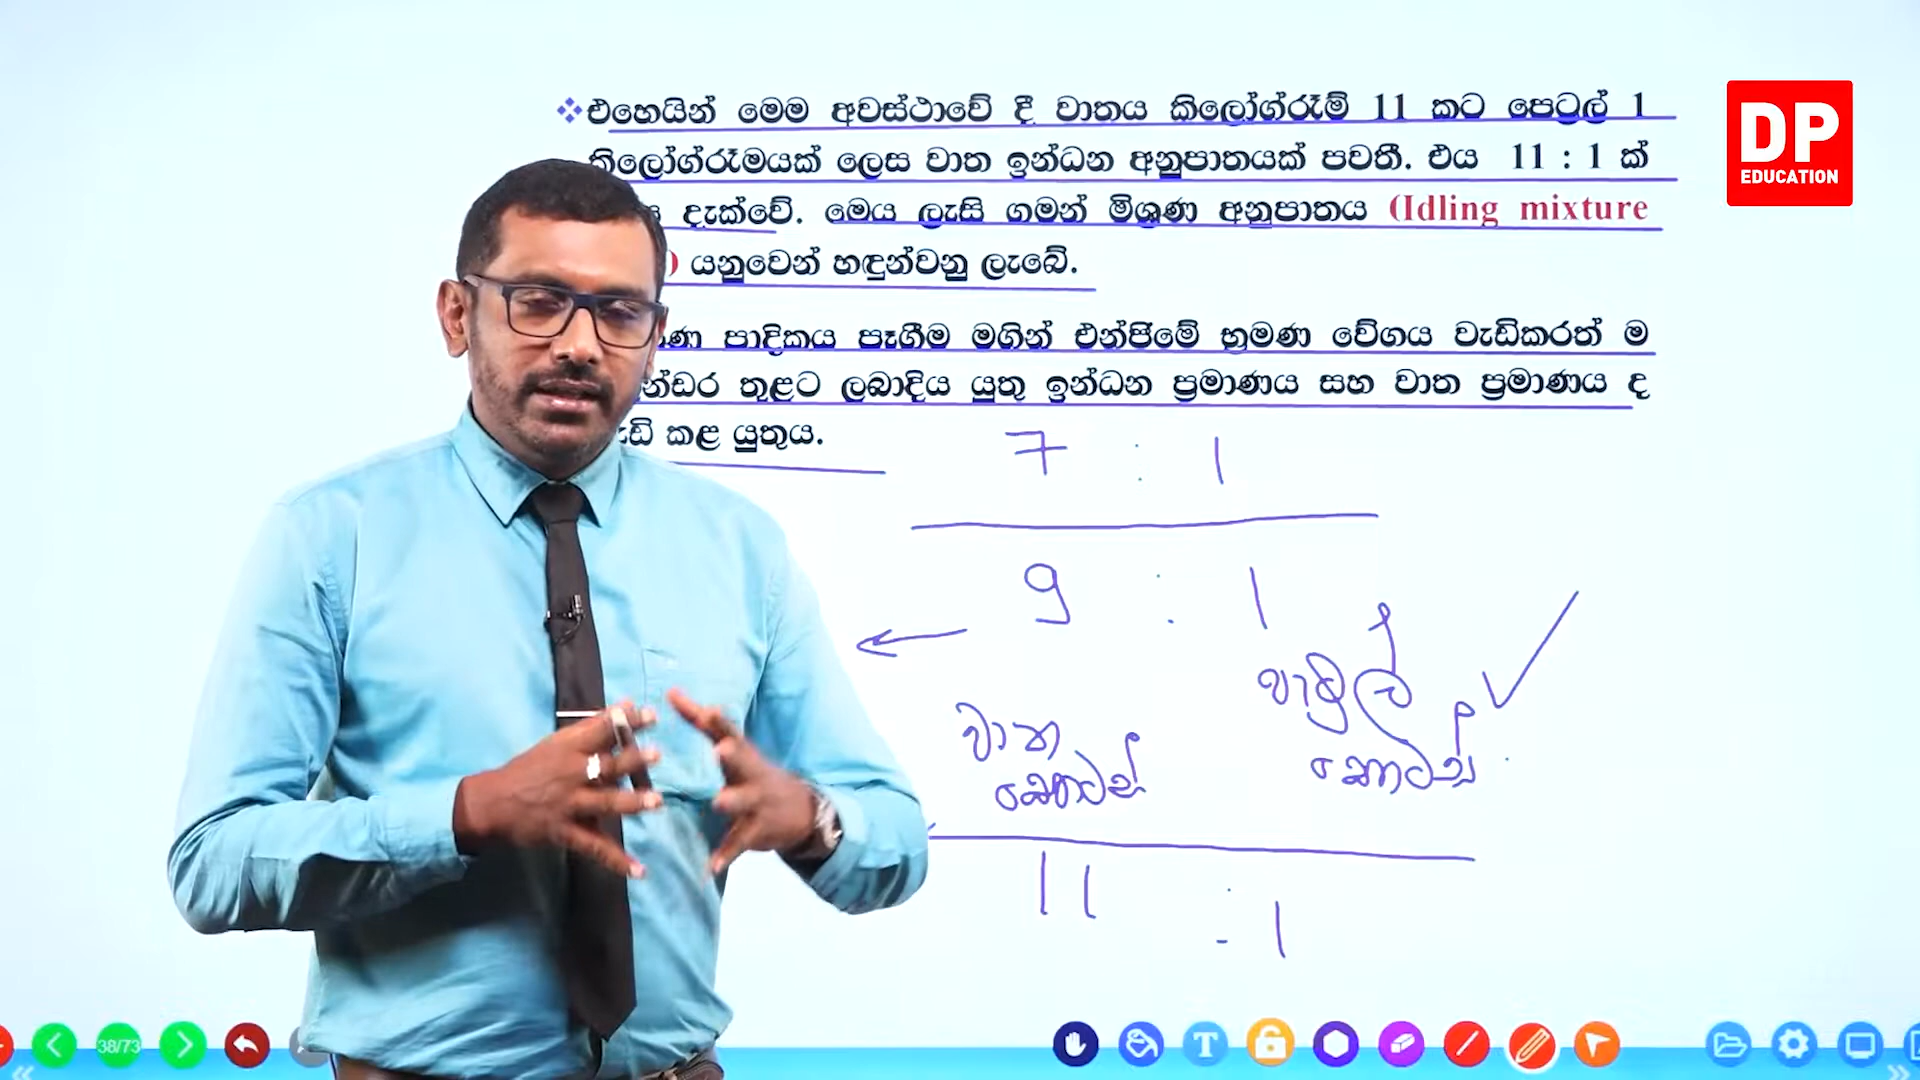 ❖එහෙයින් මෙම අවස්ථාවේ දී වාතය කිලෝග්රෑම් 11 කට පෙට්‍රල් 1
කිලෝග්රෑමයක් ලෙස වාත ඉන්ධන අනුපාතයක් පවතී. එය 11 : 1 ක්
දැක්වේ. මෙය ලැසි ගමන් මිශ්‍රණ අනුපාතය (Idling mixture
) යනුවෙන් හඳුන්වනු ලැබේ.
පාදිකය පෑගීම මගින් එන්ජිමේ භ්‍රමණ වේගය වැඩිකරත් ම
තුළට ලබාදිය යුතු ඉන්ධන ප්‍රමාණය සහ වාත ප්‍රමාණය ද
කළ යුතුය.
7 : 1
9 : 1
වාත
කොටස්
කොටස්
11 : 1
DP
EDUCATION
38/73
T